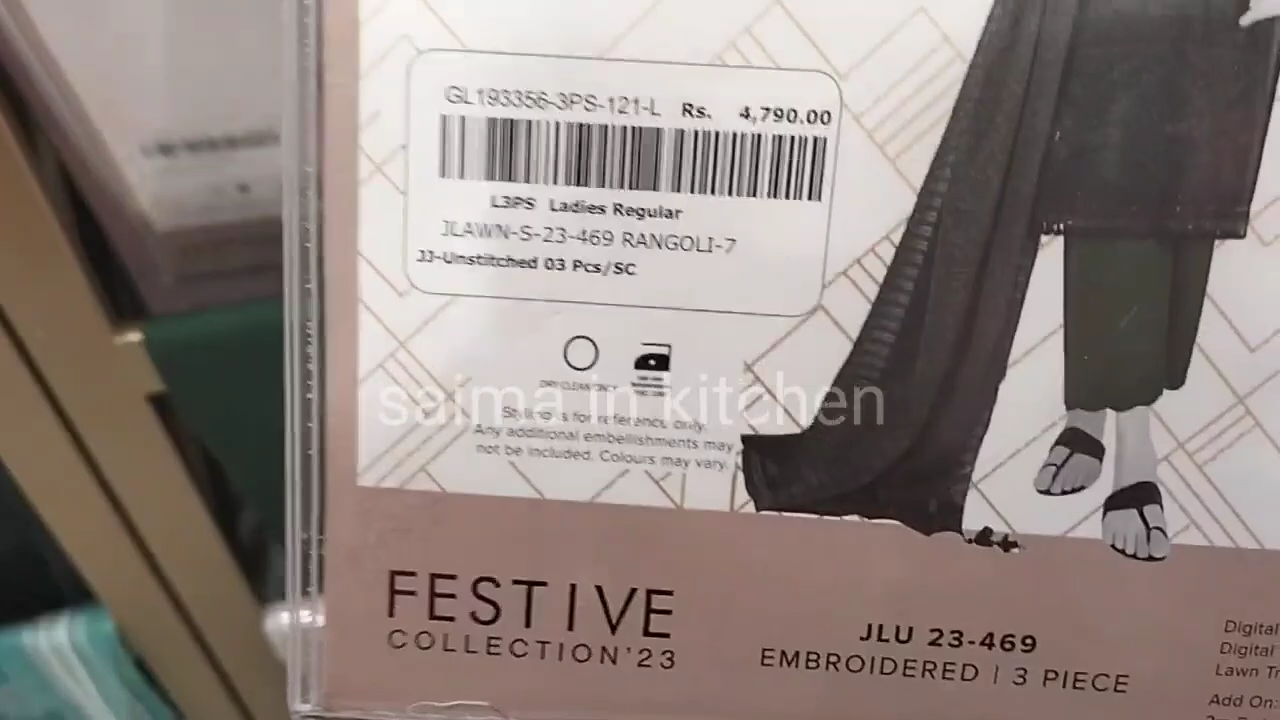 GL193356-3PS-121-L Rs. 4,790.00
L3PS Ladies Regular
JLAWN-S-23-469 RANGOLI-7
JJ-Unstitched 03 Pcs/SC
DRY CLEAN ONLY
saima in kitchen
Styling is for reference only.
Any additional embellishments may
not be included. Colours may vary.
FESTIVE
COLLECTION'23
JLU 23-469
EMBROIDERED | 3 PIECE
Digital
Digital
Lawn
Add On: